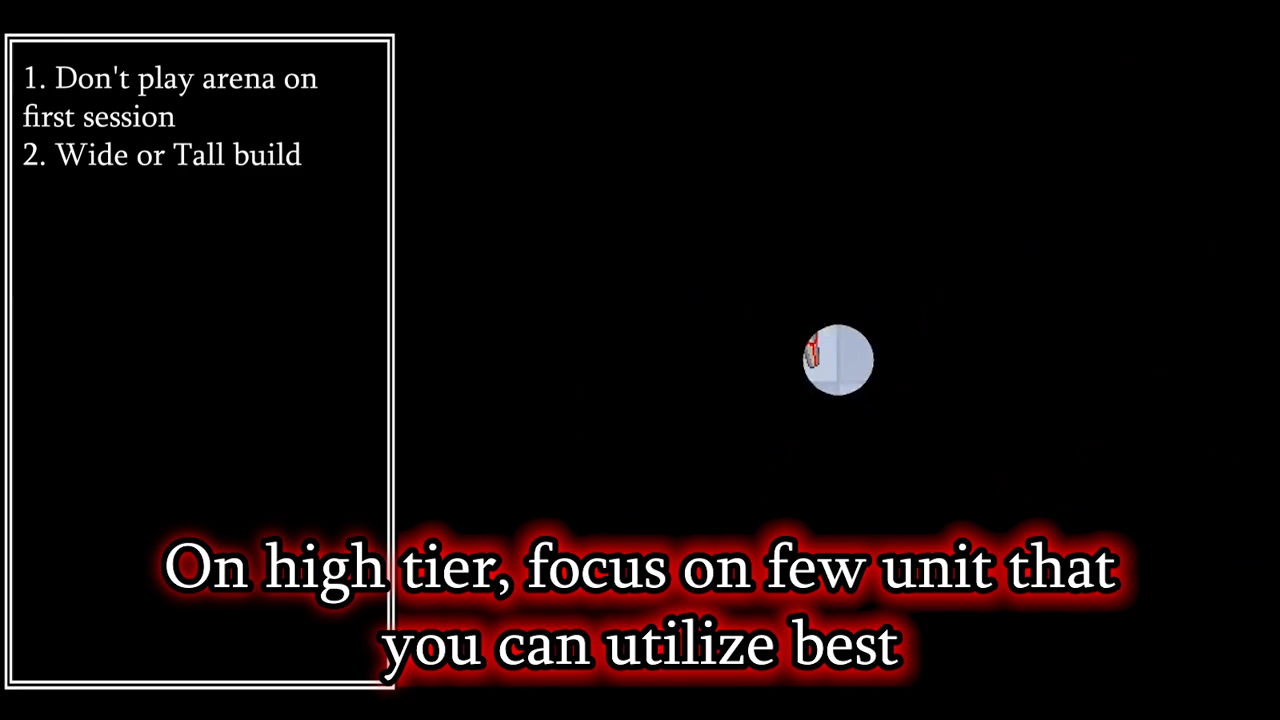 1. Don't play arena on
first session
2. Wide or Tall build
On high tier, focus on few unit that
you can utilize best